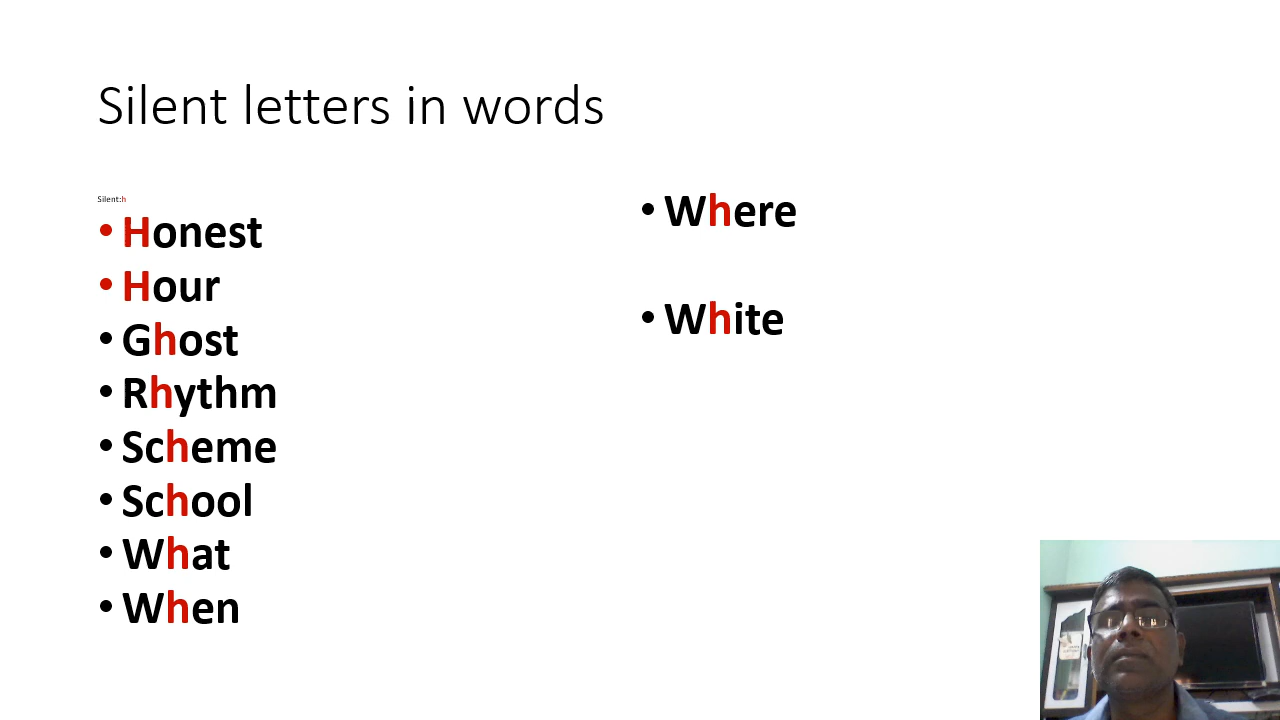 Silent letters in words
Silent:h
• Honest
• Hour
• Ghost
• Rhythm
• Scheme
• School
• What
• When
• Where
• White